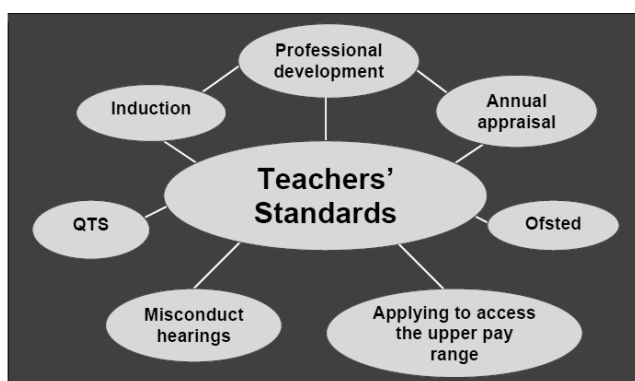 Professional
development
Induction
Annual
appraisal
Teachers’
Standards
QTS
Ofsted
Misconduct
hearings
Applying to access
the upper pay
range